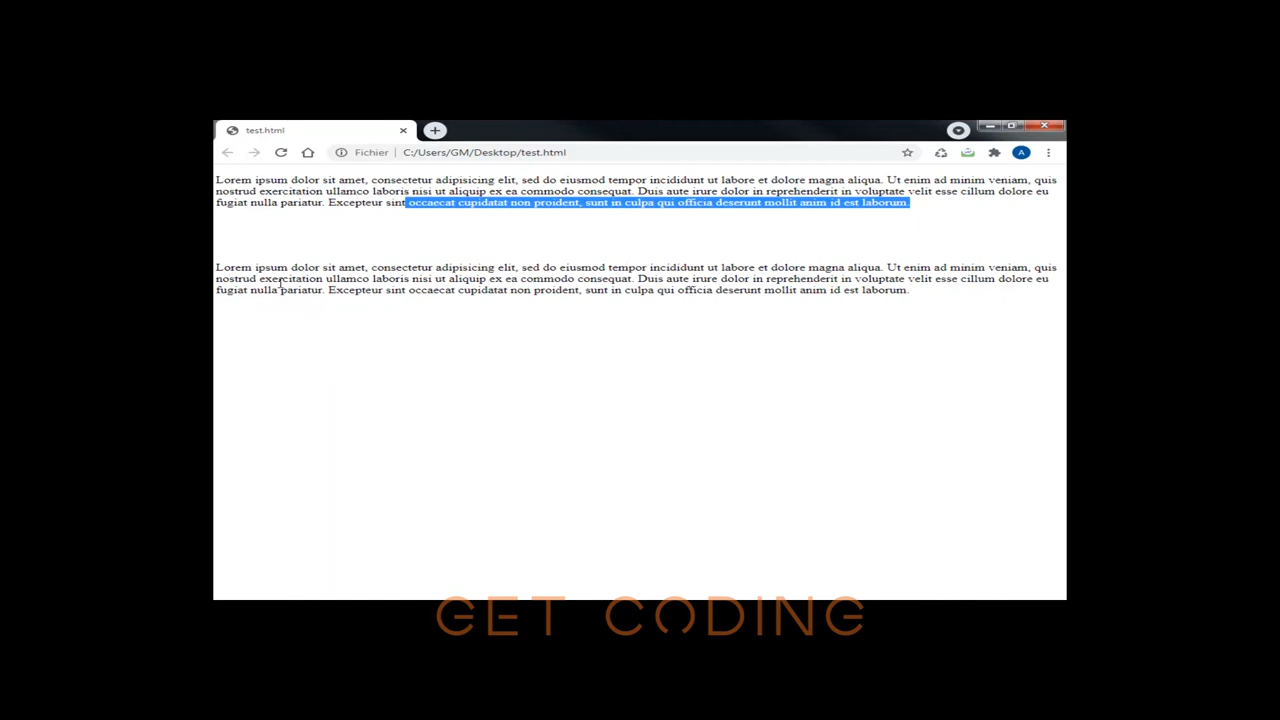 test.html
Fichier C:/Users/GM/Desktop/test.html A
Lorem ipsum dolor sit amet, consectetur adipisicing elit, sed do eiusmod tempor incididunt ut labore et dolore magna aliqua. Ut enim ad minim veniam, quis
nostrud exercitation ullamco laboris nisi ut aliquip ex ea commodo consequat. Duis aute irure dolor in reprehenderit in voluptate velit esse cillum dolore eu
fugiat nulla pariatur. Excepteur sint occaecat cupidatat non proident, sunt in culpa qui officia deserunt mollit anim id est laborum.
Lorem ipsum dolor sit amet, consectetur adipisicing elit, sed do eiusmod tempor incididunt ut labore et dolore magna aliqua. Ut enim ad minim veniam, quis
nostrud exercitation ullamco laboris nisi ut aliquip ex ea commodo consequat. Duis aute irure dolor in reprehenderit in voluptate velit esse cillum dolore eu
fugiat nulla pariatur. Excepteur sint occaecat cupidatat non proident, sunt in culpa qui officia deserunt mollit anim id est laborum.
GET CODING